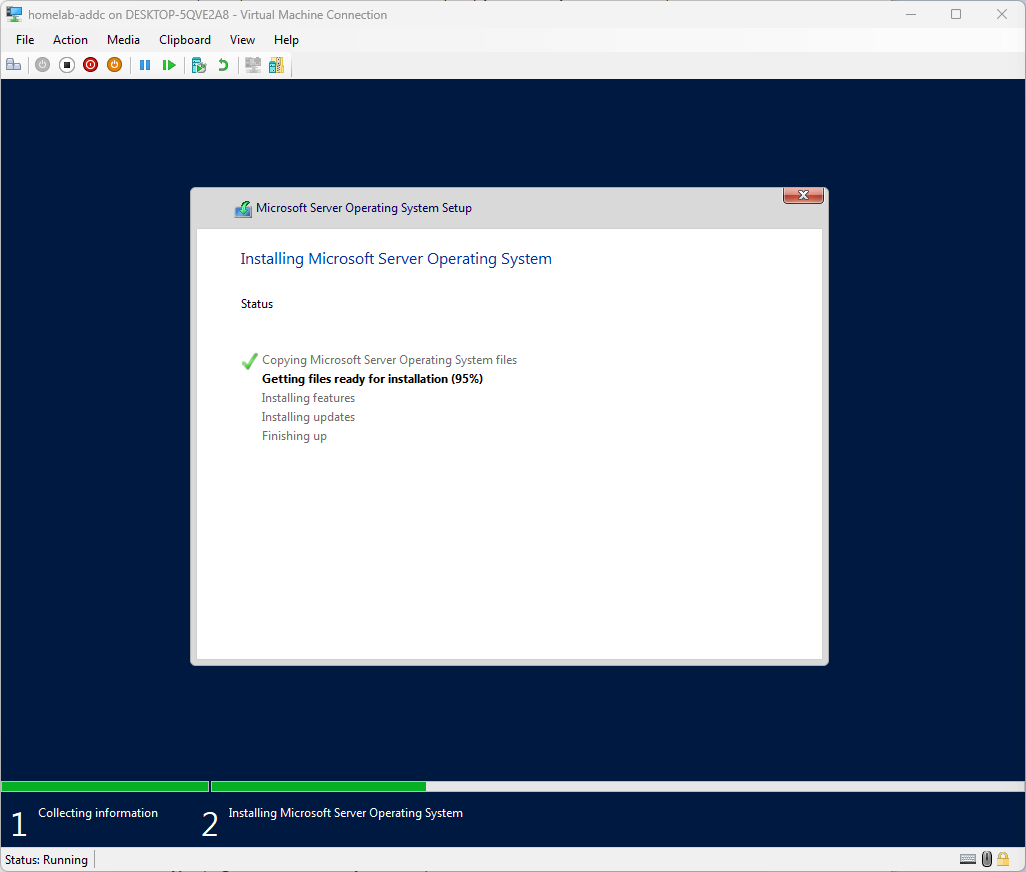 homelab-addc on DESKTOP-5QVE2A8 - Virtual Machine Connection
File Action Media Clipboard View Help
Microsoft Server Operating System Setup
Installing Microsoft Server Operating System
Status
Copying Microsoft Server Operating System files
Getting files ready for installation (95%)
Installing features
Installing updates
Finishing up
1 Collecting information 2 Installing Microsoft Server Operating System
Status: Running